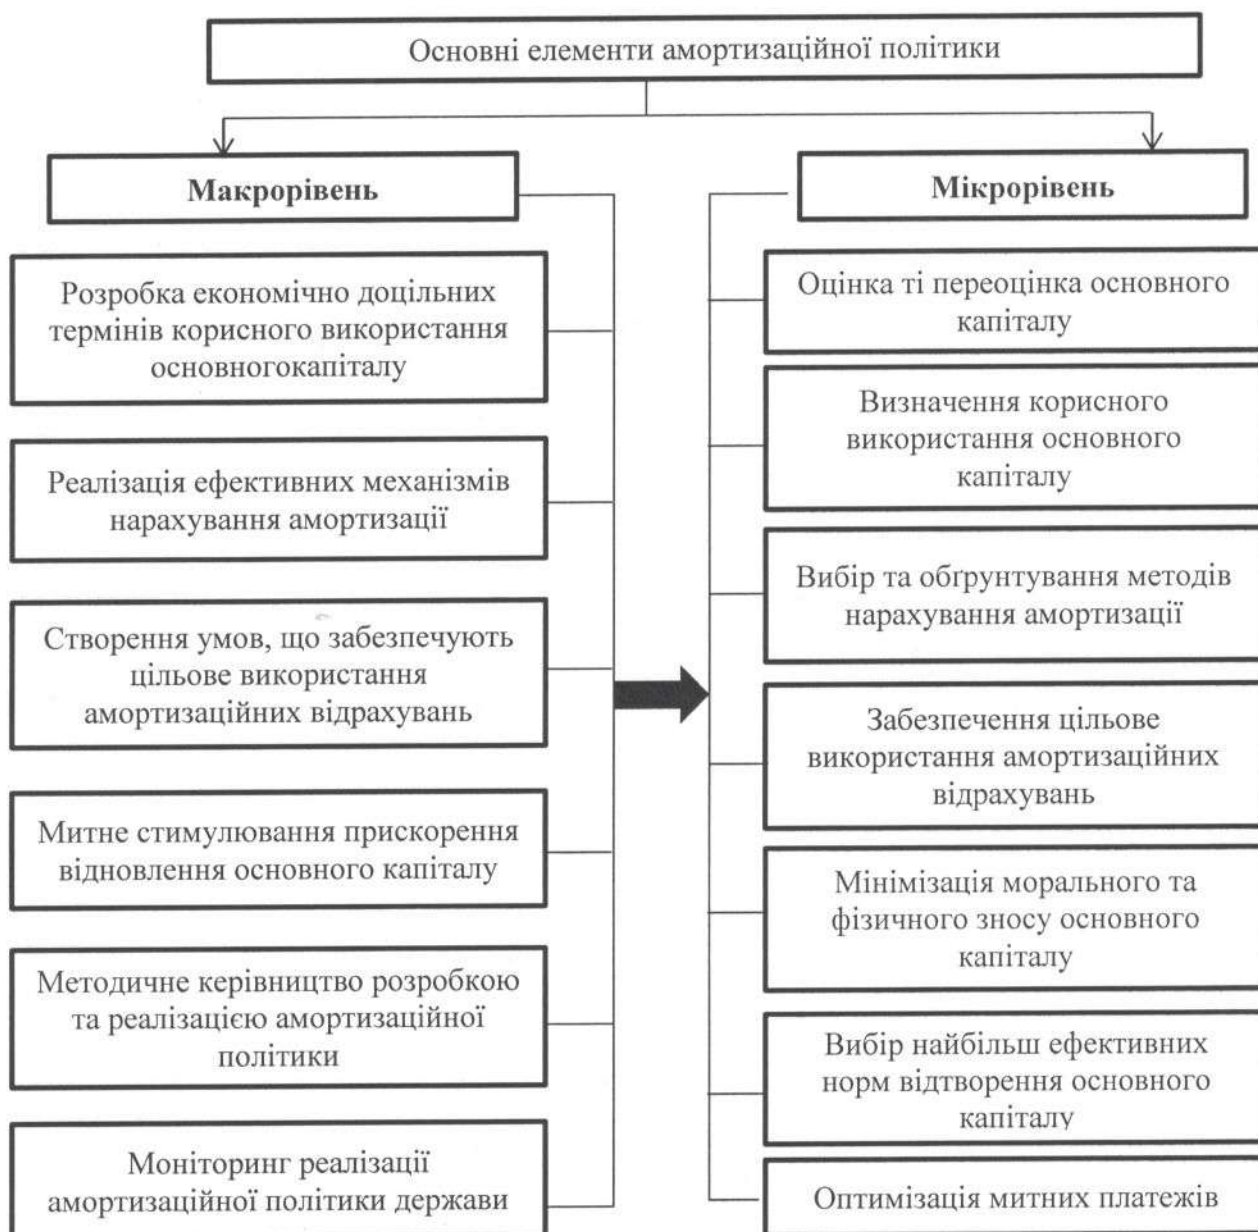 Основні елементи амортизаційної політики
Макрорівень
Розробка економічно доцільних
термінів корисного використання
основногокапіталу
Реалізація ефективних механізмів
нарахування амортизації
Створення умов, що забезпечують
цільове використання
амортизаційних відрахувань
Митне стимулювання прискорення
відновлення основного капіталу
Методичне керівництво розробкою
та реалізацією амортизаційної
політики
Моніторинг реалізації
амортизаційної політики держави
Мікрорівень
Оцінка ті переоцінка основного
капіталу
Визначення корисного
використання основного
капіталу
Вибір та обґрунтування методів
нарахування амортизації
Забезпечення цільове
використання амортизаційних
відрахувань
Мінімізація морального та
фізичного зносу основного
капіталу
Вибір найбільш ефективних
норм відтворення основного
капіталу
Оптимізація митних платежів